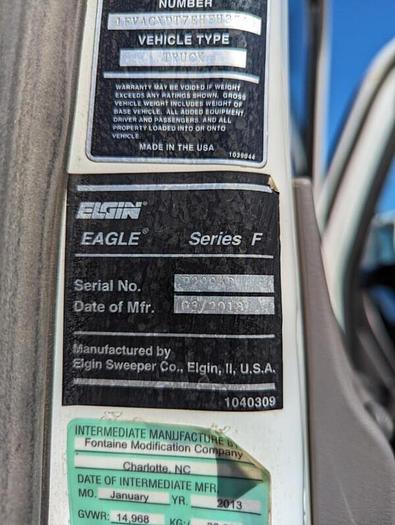 NUMBER
VEHICLE TYPE
TRUCK
WARRANTY MAY BE VOIDED IF WEIGHT
EXCEEDS ANY RATINGS SHOWN. GROSS
VEHICLE WEIGHT INCLUDES WEIGHT OF
BASE VEHICLE, ALL ADDED EQUIPMENT
DRIVER AND PASSENGERS, AND ALL
PROPERTY LOADED INTO OR ONTO
VEHICLE.
MADE IN THE USA
1039944
ELGIN
EAGLE® Series F
Serial No.
Date of Mfr. 03/2013
Manufactured by
Elgin Sweeper Co., Elgin, Il, U.S.A.
1040309
INTERMEDIATE MANUFACTURE
Fontaine Modification Company
Charlotte, NC
DATE OF INTERMEDIATE MFR.
MO. January YR. 2013
GVWR: 14,968 KG/